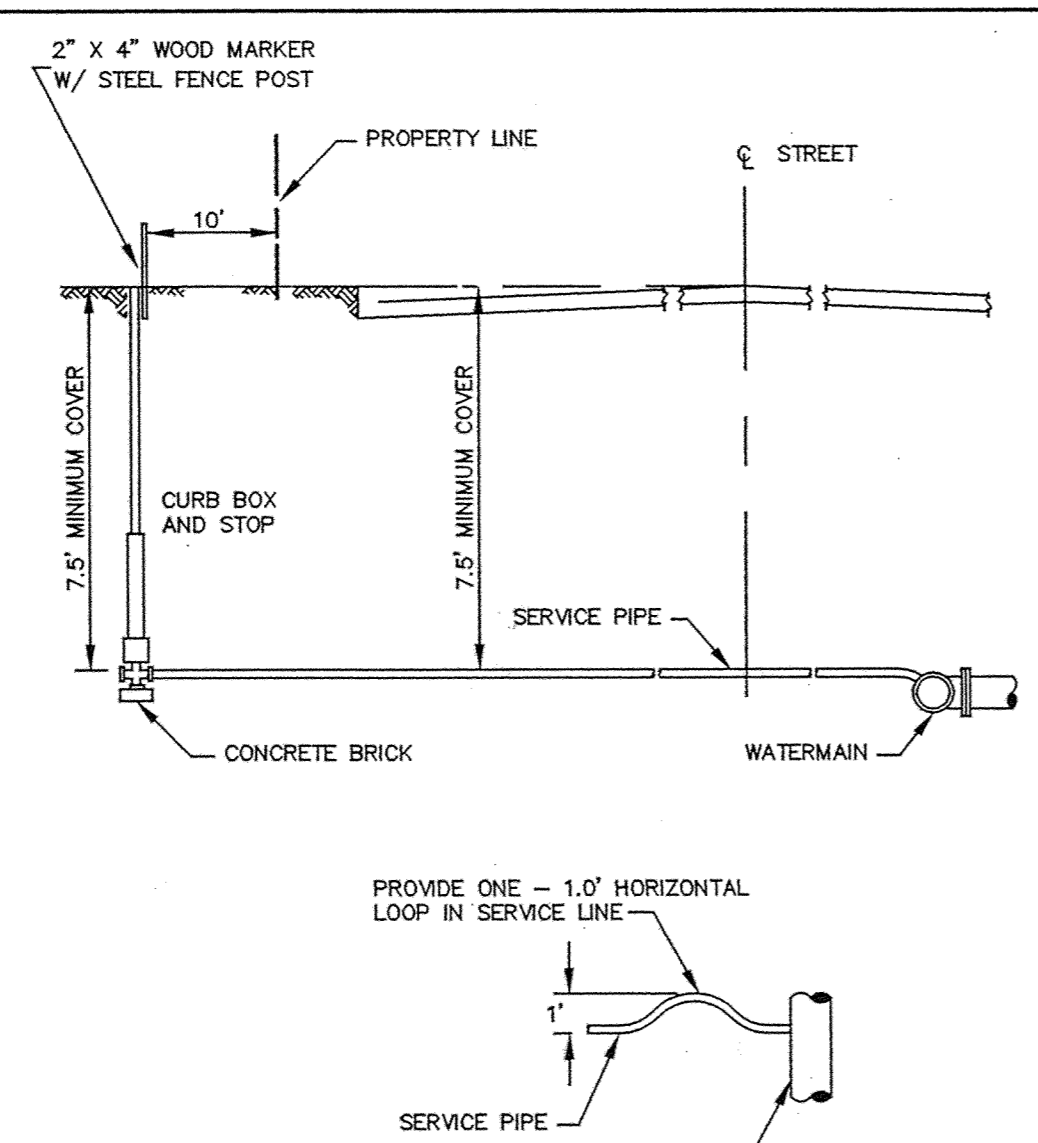 2" X 4" WOOD MARKER
W/ STEEL FENCE POST
PROPERTY LINE
℄ STREET
10'
7.5' MINIMUM COVER
CURB BOX
AND STOP
7.5' MINIMUM COVER
SERVICE PIPE
CONCRETE BRICK
WATERMAIN
PROVIDE ONE – 1.0' HORIZONTAL
LOOP IN SERVICE LINE
1'
SERVICE PIPE